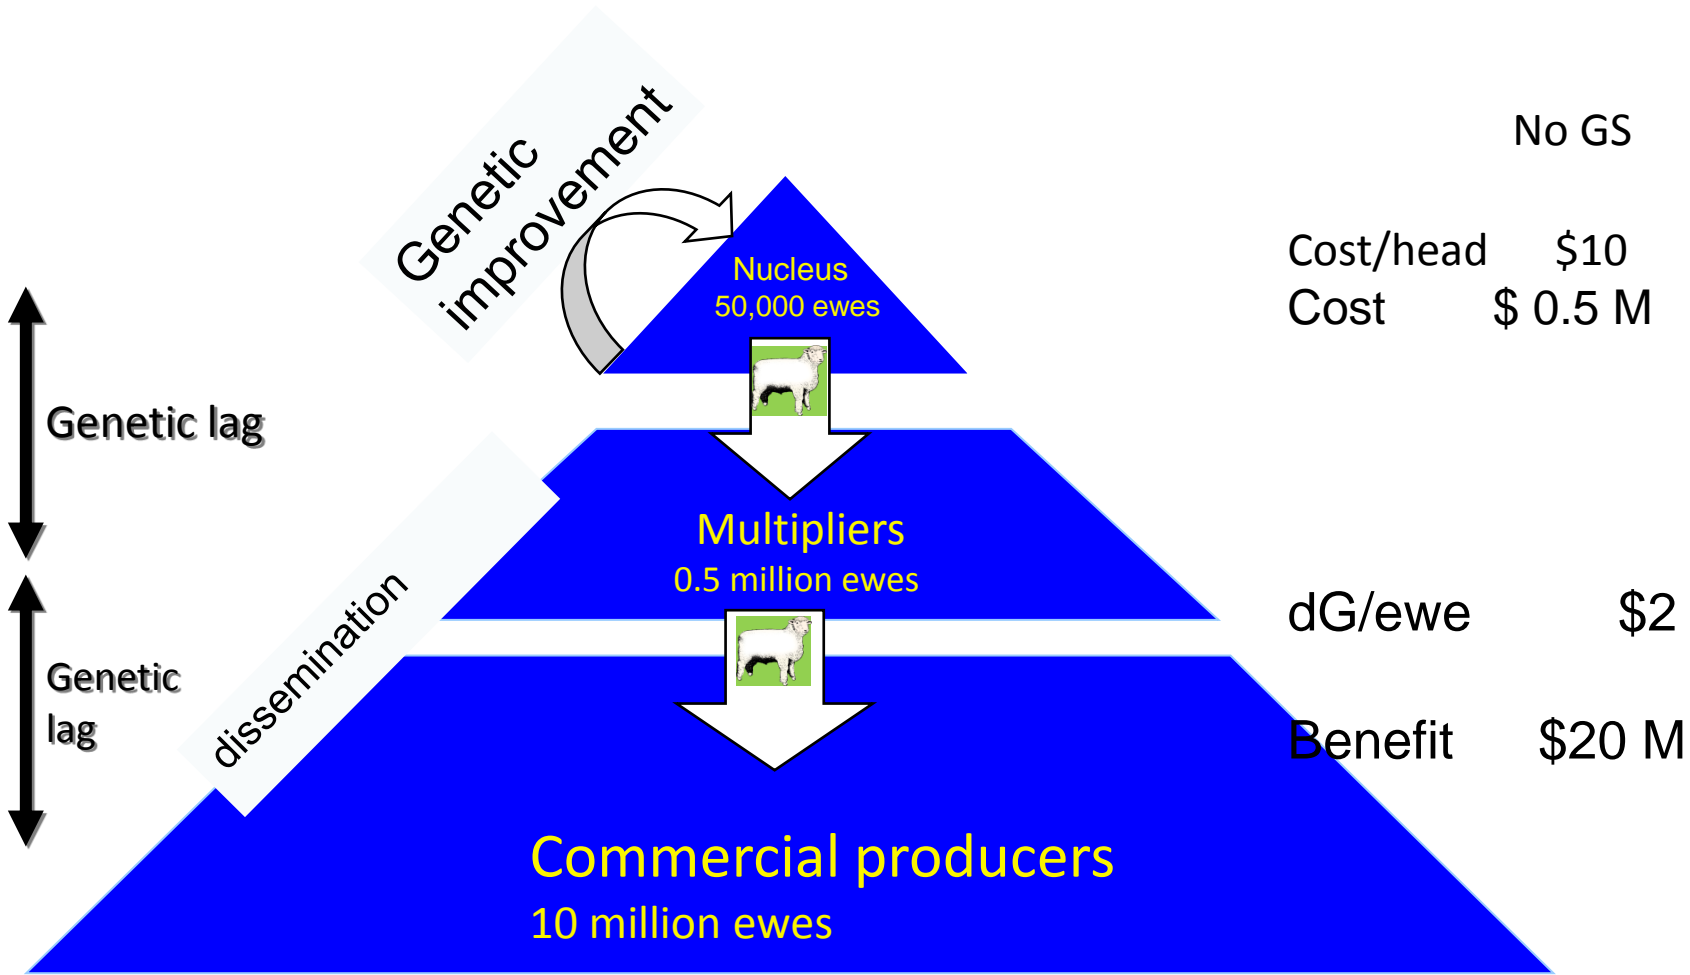 No GS
Genetic
improvement
Cost/head $10
Nucleus
50,000 ewes
Cost $ 0.5 M
Genetic lag
Multipliers
0.5 million ewes
dG/ewe $2
dissemination
Genetic
lag
Benefit $20 M
Commercial producers
10 million ewes